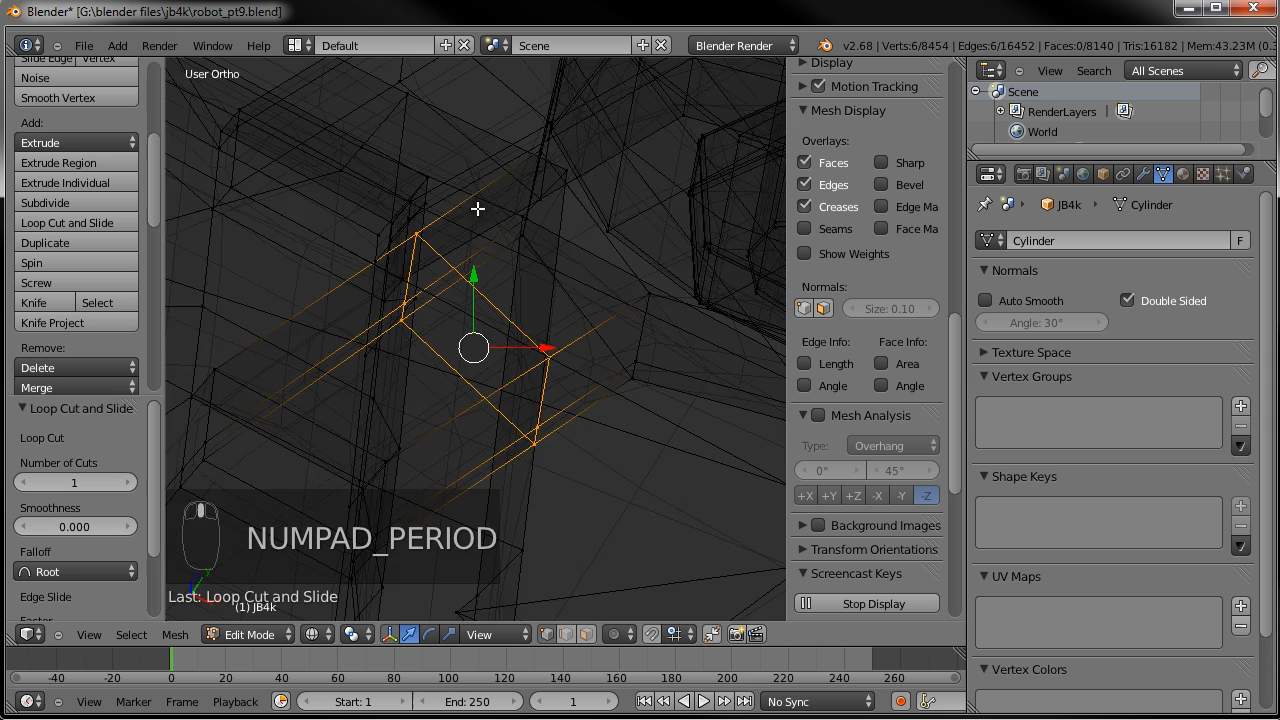 Blender* [G:\blender files\jb4k\robot_pt9.blend]
File Add Render Window Help Default Scene Blender Render v2.68 | Verts:6/8454 | Edges:6/16452 | Faces:0/8140 | Tris:16182 | Mem:43.23M (0.
Slide Edge Vertex
Noise
Smooth Vertex
Add:
Extrude
Extrude Region
Extrude Individual
Subdivide
Loop Cut and Slide
Duplicate
Spin
Screw
Knife Select
Knife Project
Remove:
Delete
Merge
Loop Cut and Slide
Loop Cut
Number of Cuts
1
Smoothness
0.000
Falloff
Root
Edge Slide
Factor
User Ortho
NUMPAD_PERIOD
Last: Loop Cut and Slide
(1) JB4k
Display
Motion Tracking
Mesh Display
Overlays:
Faces Sharp
Edges Bevel
Creases Edge Ma
Seams Face Ma
Show Weights
Normals:
Size: 0.10
Edge Info: Face Info:
Length Area
Angle Angle
Mesh Analysis
Type: Overhang
0° 45°
+X +Y +Z -X -Y -Z
Background Images
Transform Orientations
Screencast Keys
Stop Display
View Search All Scenes
Scene
RenderLayers |
World
JB4k Cylinder
Cylinder F
Normals
Auto Smooth Double Sided
Angle: 30°
Texture Space
Vertex Groups
Shape Keys
UV Maps
Vertex Colors
View Select Mesh Edit Mode View
-40 -20 0 20 40 60 80 100 120 140 160 180 200 220 240 260
View Marker Frame Playback Start: 1 End: 250 1 No Sync